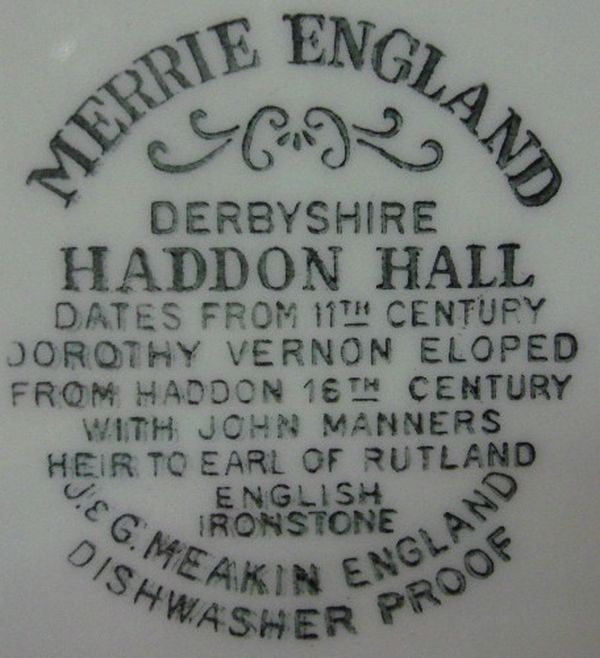 MERRIE ENGLAND
DERBYSHIRE
HADDON HALL
DATES FROM 11TH CENTURY
DOROTHY VERNON ELOPED
FROM HADDON 16TH CENTURY
WITH JOHN MANNERS
HEIR TO EARL OF RUTLAND
ENGLISH
IRONSTONE
J. & G. MEAKIN ENGLAND
DISHWASHER PROOF